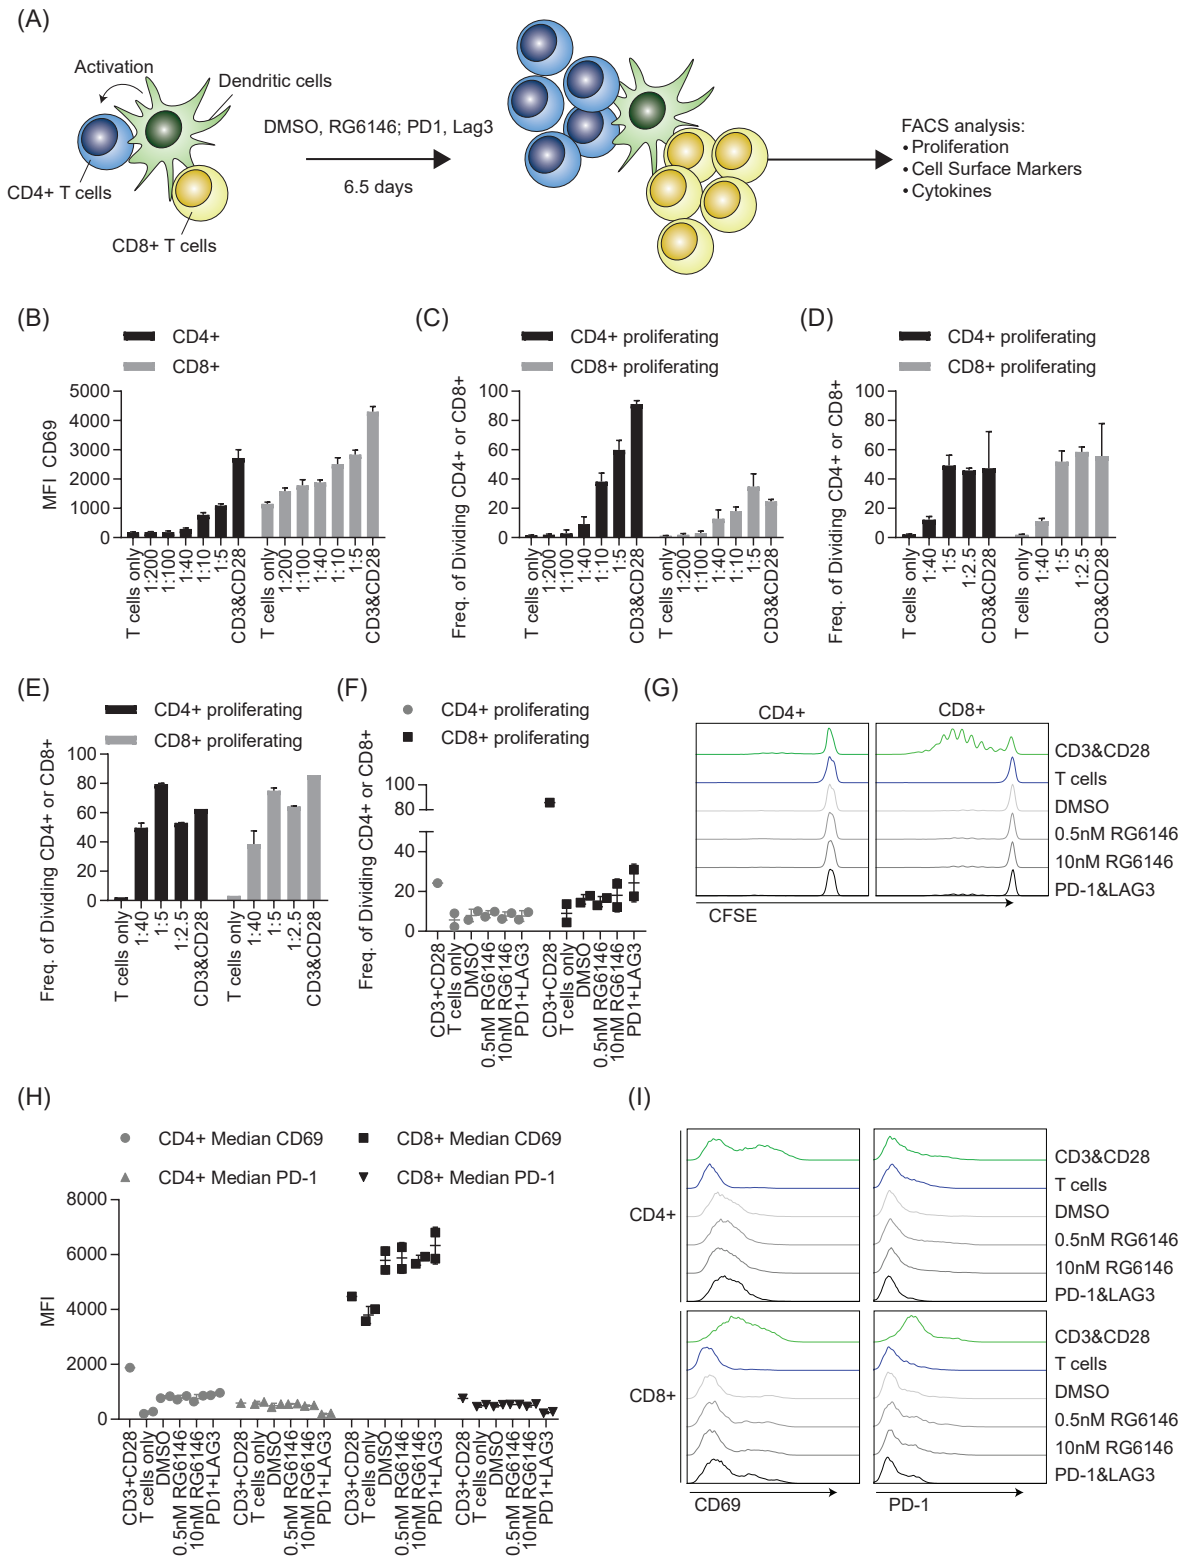 (A)
Activation
Dendritic cells
CD4+ T cells
CD8+ T cells
DMSO, RG6146; PD1, Lag3
6.5 days
FACS analysis:
• Proliferation
• Cell Surface Markers
• Cytokines
(B)
CD4+
CD8+
MFI CD69
5000
4000
3000
2000
1000
0
T cells only
1:200
1:100
1:40
1:10
1:5
CD3&CD28
T cells only
1:200
1:100
1:40
1:10
1:5
CD3&CD28
(C)
CD4+ proliferating
CD8+ proliferating
Freq. of Dividing CD4+ or CD8+
100
80
60
40
20
0
T cells only
1:200
1:100
1:40
1:10
1:5
CD3&CD28
T cells only
1:200
1:100
1:40
1:10
1:5
CD3&CD28
(D)
CD4+ proliferating
CD8+ proliferating
Freq. of Dividing CD4+ or CD8+
100
80
60
40
20
0
T cells only
1:40
1:5
1:2.5
CD3&CD28
T cells only
1:40
1:5
1:2.5
CD3&CD28
(E)
CD4+ proliferating
CD8+ proliferating
Freq. of Dividing CD4+ or CD8+
100
80
60
40
20
0
T cells only
1:40
1:5
1:2.5
CD3&CD28
T cells only
1:40
1:5
1:2.5
CD3&CD28
(F)
CD4+ proliferating
CD8+ proliferating
Freq. of Dividing CD4+ or CD8+
100
80
60
40
20
0
CD3+CD28
T cells only
DMSO
0.5nM RG6146
10nM RG6146
PD1+LAG3
CD3+CD28
T cells only
DMSO
0.5nM RG6146
10nM RG6146
PD1+LAG3
(G)
CD4+
CD8+
CD3&CD28
T cells
DMSO
0.5nM RG6146
10nM RG6146
PD-1&LAG3
CFSE
(H)
CD4+ Median CD69
CD8+ Median CD69
CD4+ Median PD-1
CD8+ Median PD-1
MFI
8000
6000
4000
2000
0
CD3+CD28
T cells only
DMSO
0.5nM RG6146
10nM RG6146
PD1+LAG3
CD3+CD28
T cells only
DMSO
0.5nM RG6146
10nM RG6146
PD1+LAG3
CD3+CD28
T cells only
DMSO
0.5nM RG6146
10nM RG6146
PD1+LAG3
CD3+CD28
T cells only
DMSO
0.5nM RG6146
10nM RG6146
PD1+LAG3
(I)
CD4+
CD3&CD28
T cells
DMSO
0.5nM RG6146
10nM RG6146
PD-1&LAG3
CD8+
CD3&CD28
T cells
DMSO
0.5nM RG6146
10nM RG6146
PD-1&LAG3
CD69
PD-1